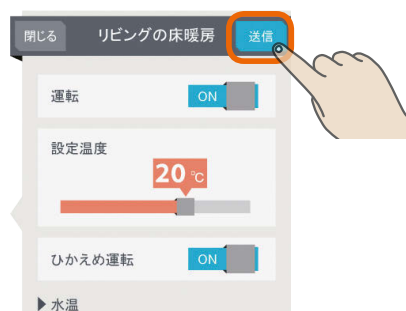 閉じる リビングの床暖房 送信
運転 ON
設定温度
20 ℃
ひかえめ運転 ON
▶ 水温